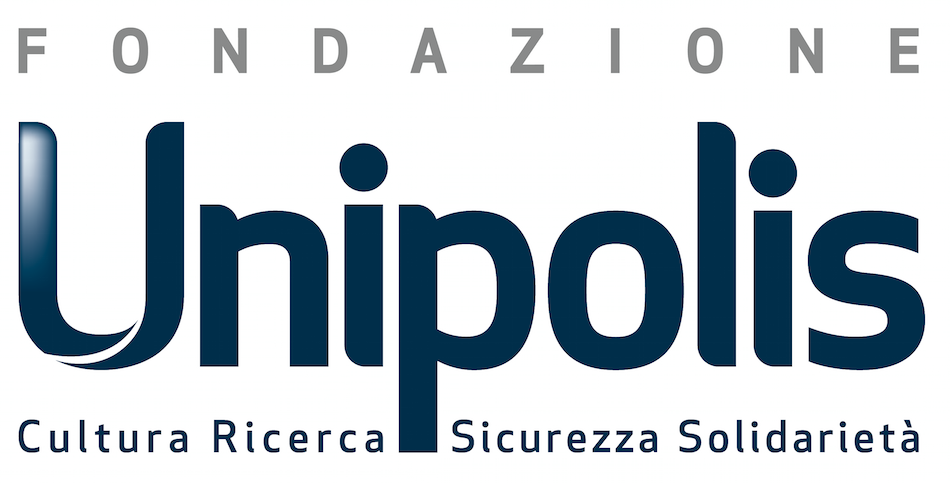 FONDAZIONE
Unipolis
Cultura Ricerca Sicurezza Solidarietà